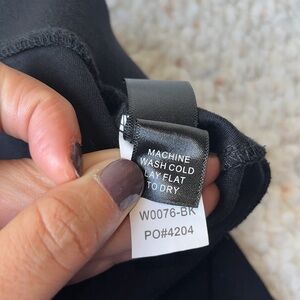 MACHINE
WASH COLD
LAY FLAT
TO DRY
W0076-BK
PO#4204